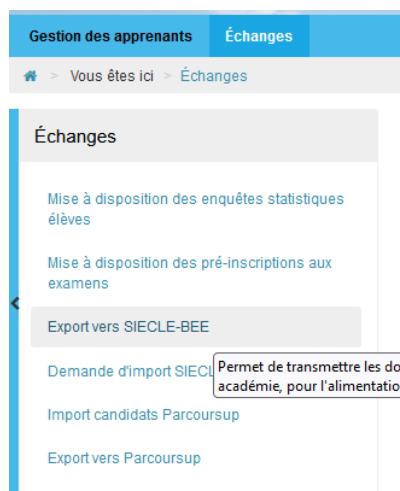 Gestion des apprenants Échanges
> Vous êtes ici > Échanges
Échanges
Mise à disposition des enquêtes statistiques
élèves
Mise à disposition des pré-inscriptions aux
examens
Export vers SIECLE-BEE
Demande d'import SIECL
Permet de transmettre les do
académie, pour l'alimentatio
Import candidats Parcoursup
Export vers Parcoursup